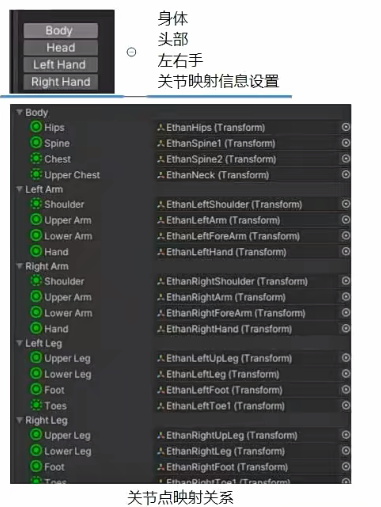 Body
Head
Left Hand
Right Hand
身体
头部
左右手
关节映射信息设置
Body
Hips EthanHips (Transform)
Spine EthanSpine1 (Transform)
Chest EthanSpine2 (Transform)
Upper Chest EthanNeck (Transform)
Left Arm
Shoulder EthanLeftShoulder (Transform)
Upper Arm EthanLeftArm (Transform)
Lower Arm EthanLeftForeArm (Transform)
Hand EthanLeftHand (Transform)
Right Arm
Shoulder EthanRightShoulder (Transform)
Upper Arm EthanRightArm (Transform)
Lower Arm EthanRightForeArm (Transform)
Hand EthanRightHand (Transform)
Left Leg
Upper Leg EthanLeftUpLeg (Transform)
Lower Leg EthanLeftLeg (Transform)
Foot EthanLeftFoot (Transform)
Toes EthanLeftToe1 (Transform)
Right Leg
Upper Leg EthanRightUpLeg (Transform)
Lower Leg EthanRightLeg (Transform)
Foot EthanRightFoot (Transform)
Toes EthanRightToe1 (Transform)
关节点映射关系